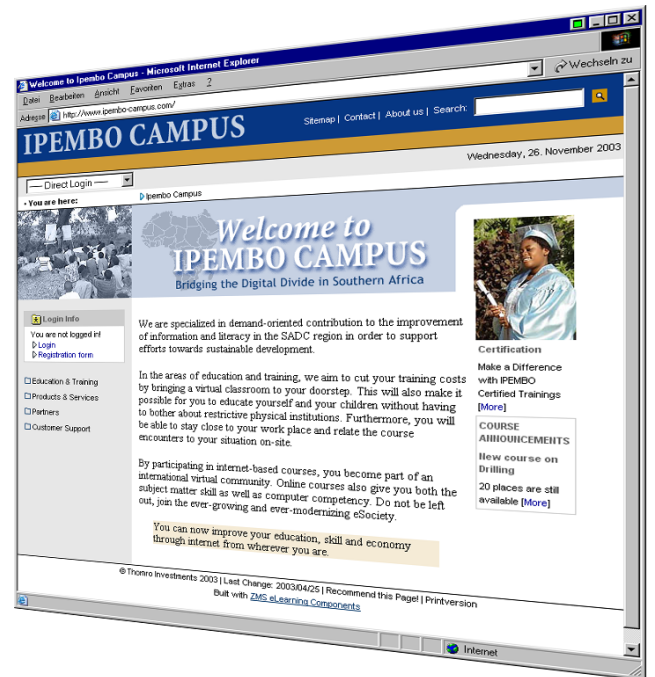 Welcome to Ipembo Campus - Microsoft Internet Explorer
Datei Bearbeiten Ansicht Favoriten Extras ?
Wechseln zu
Adresse http://www.ipembo-campus.com/
IPEMBO CAMPUS
Sitemap | Contact | About us | Search:
Wednesday, 26. November 2003
---- Direct Login ----
• You are here:
Ipembo Campus
Welcome to
IPEMBO CAMPUS
Bridging the Digital Divide in Southern Africa
Login Info
You are not logged in!
Login
Registration form
Education & Training
Products & Services
Partners
Customer Support
We are specialized in demand-oriented contribution to the improvement
of information and literacy in the SADC region in order to support
efforts towards sustainable development.
In the areas of education and training, we aim to cut your training costs
by bringing a virtual classroom to your doorstep. This will also make it
possible for you to educate yourself and your children without having
to bother about restrictive physical institutions. Furthermore, you will
be able to stay close to your work place and relate the course
encounters to your situation on-site.
By participating in internet-based courses, you become part of an
international virtual community. Online courses also give you both the
subject matter skill as well as computer competency. Do not be left
out, join the ever-growing and ever-modernizing eSociety.
You can now improve your education, skill and economy
through internet from wherever you are.
Certification
Make a Difference
with IPEMBO
Certified Trainings
[More]
COURSE
ANNOUNCEMENTS
New course on
Drilling
20 places are still
available [More]
© Thomro Investments 2003 | Last Change: 2003/04/25 | Recommend this Page! | Printversion
Built with ZMS eLearning Components
Internet